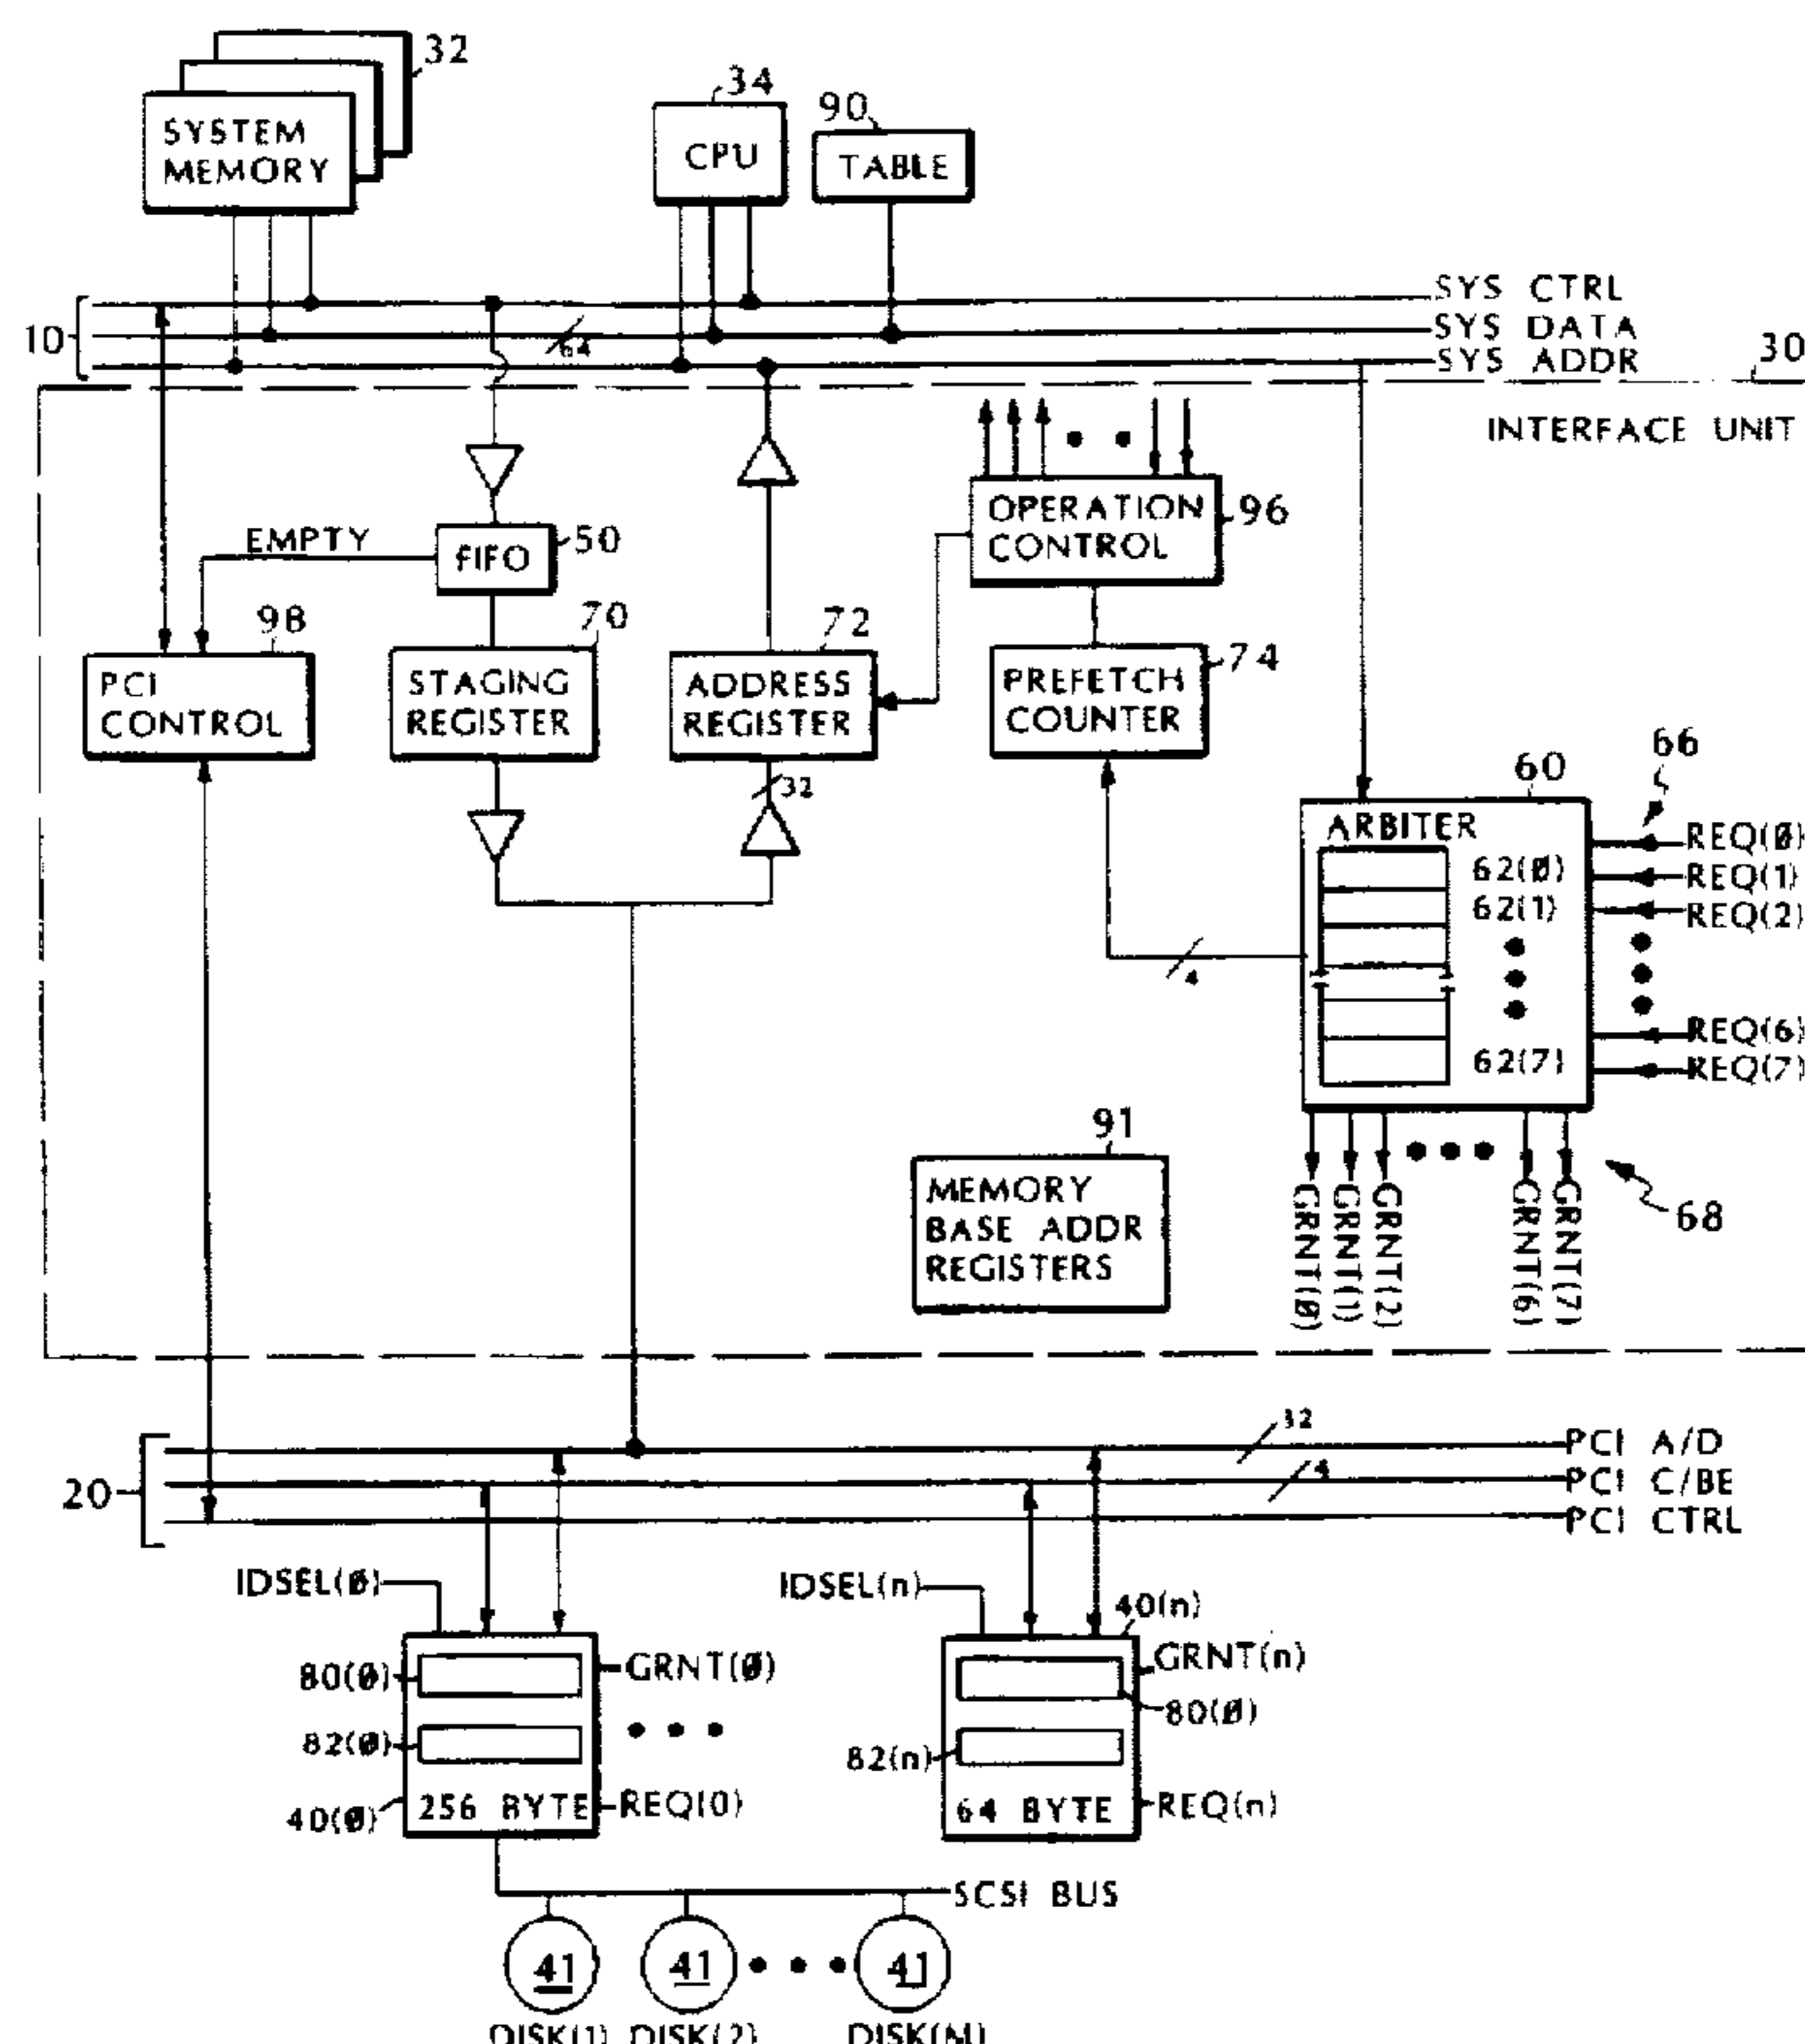 32
SYSTEM
MEMORY
34
CPU
90
TABLE
10
64
SYS CTRL
SYS DATA
SYS ADDR
30
INTERFACE UNIT
EMPTY
FIFO
50
OPERATION
CONTROL
96
98
PCI
CONTROL
70
STAGING
REGISTER
72
ADDRESS
REGISTER
32
PREFETCH
COUNTER
74
4
66
60
ARBITER
62(Ø)
62(1)
62(7)
REQ(Ø)
REQ(1)
REQ(2)
REQ(6)
REQ(7)
GRNT(Ø)
GRNT(1)
GRNT(2)
GRNT(6)
GRNT(7)
68
91
MEMORY
BASE ADDR
REGISTERS
20
32
4
PCI A/D
PCI C/BE
PCI CTRL
IDSEL(Ø)
80(Ø)
82(Ø)
40(Ø)
256 BYTE
GRNT(Ø)
REQ(0)
IDSEL(n)
40(n)
GRNT(n)
80(Ø)
82(n)
64 BYTE
REQ(n)
SCSI BUS
41
41
41
DISK(1) DISK(2) DISK(N)